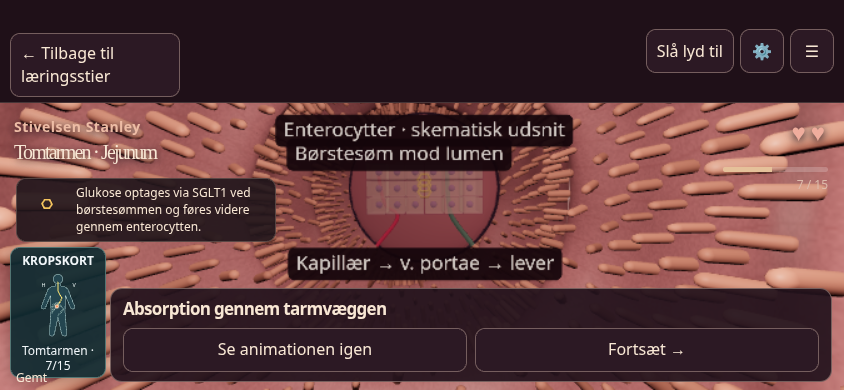 ← Tilbage til
læringsstier
Slå lyd til
Stivelsen Stanley
Tomtarmen · Jejunum
7 / 15
Enterocytter · skematisk udsnit
Børstesøm mod lumen
Glukose optages via SGLT1 ved
børstesømmen og føres videre
gennem enterocytten.
Kapillær → v. portae → lever
KROPSKORT
H V
Tomtarmen ·
7/15
Gemt
Absorption gennem tarmvæggen
Se animationen igen
Fortsæt →